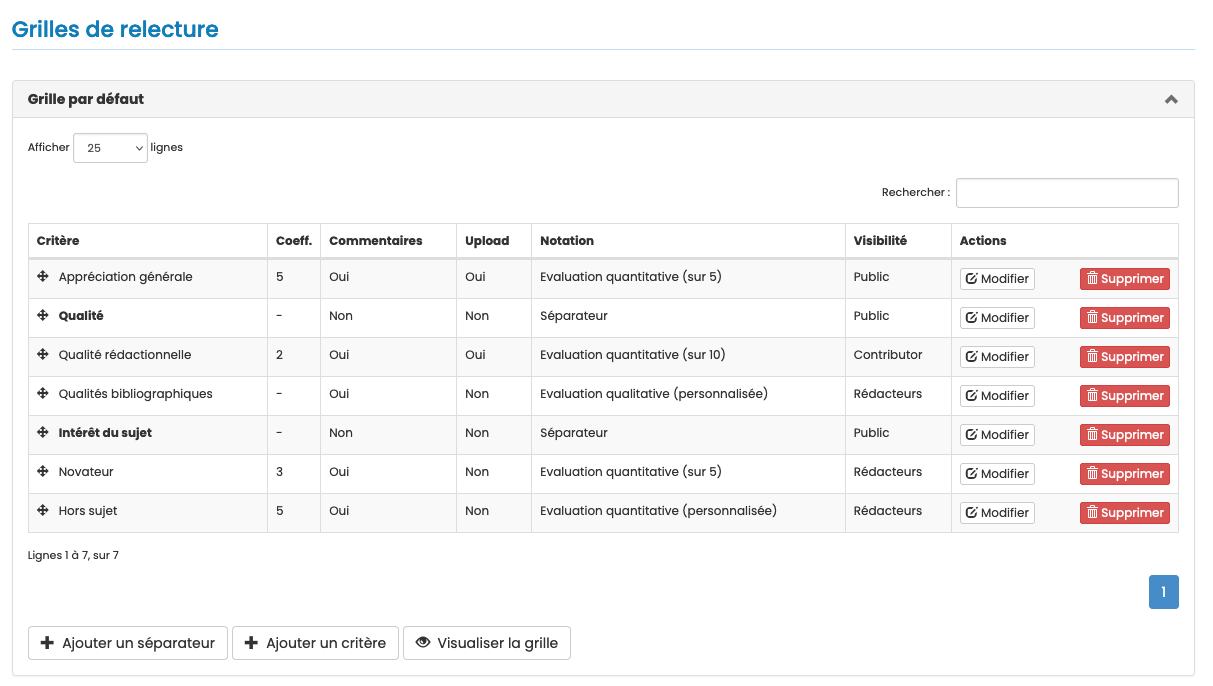 Grilles de relecture
Grille par défaut
Afficher 25 lignes
Rechercher :
Critère Coeff. Commentaires Upload Notation Visibilité Actions
Appréciation générale 5 Oui Oui Evaluation quantitative (sur 5) Public Modifier Supprimer
Qualité - Non Non Séparateur Public Modifier Supprimer
Qualité rédactionnelle 2 Oui Oui Evaluation quantitative (sur 10) Contributor Modifier Supprimer
Qualités bibliographiques - Oui Non Evaluation qualitative (personnalisée) Rédacteurs Modifier Supprimer
Intérêt du sujet - Non Non Séparateur Public Modifier Supprimer
Novateur 3 Oui Non Evaluation quantitative (sur 5) Rédacteurs Modifier Supprimer
Hors sujet 5 Oui Non Evaluation quantitative (personnalisée) Rédacteurs Modifier Supprimer
Lignes 1 à 7, sur 7
1
Ajouter un séparateur Ajouter un critère Visualiser la grille